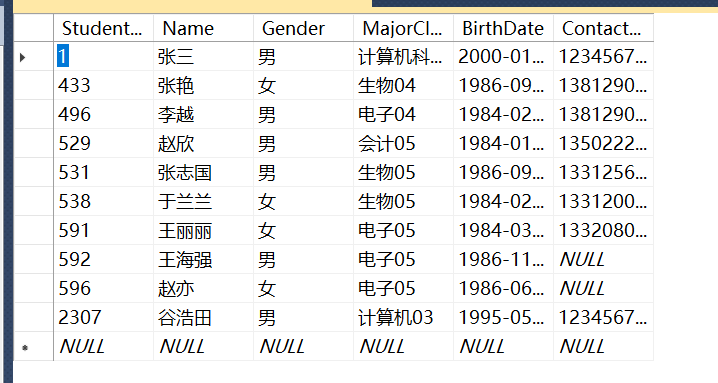 Student... Name Gender MajorCl... BirthDate Contact...
1 张三 男 计算机科... 2000-01... 1234567...
433 张艳 女 生物04 1986-09... 1381290...
496 李越 男 电子04 1984-02... 1381290...
529 赵欣 男 会计05 1984-01... 1350222...
531 张志国 男 生物05 1986-09... 1331256...
538 于兰兰 女 生物05 1984-02... 1331200...
591 王丽丽 女 电子05 1984-03... 1332080...
592 王海强 男 电子05 1986-11... NULL
596 赵亦 女 电子05 1986-06... NULL
2307 谷浩田 男 计算机03 1995-05... 1234567...
NULL NULL NULL NULL NULL NULL